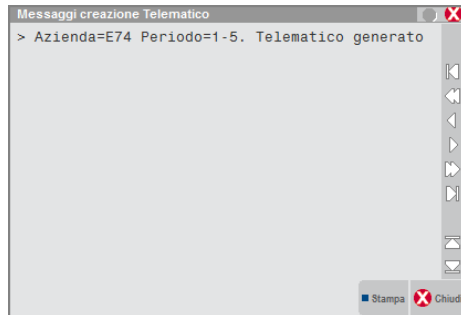 Messaggi creazione Telematico
> Azienda=E74 Periodo=1-5. Telematico generato
Stampa Chiudi